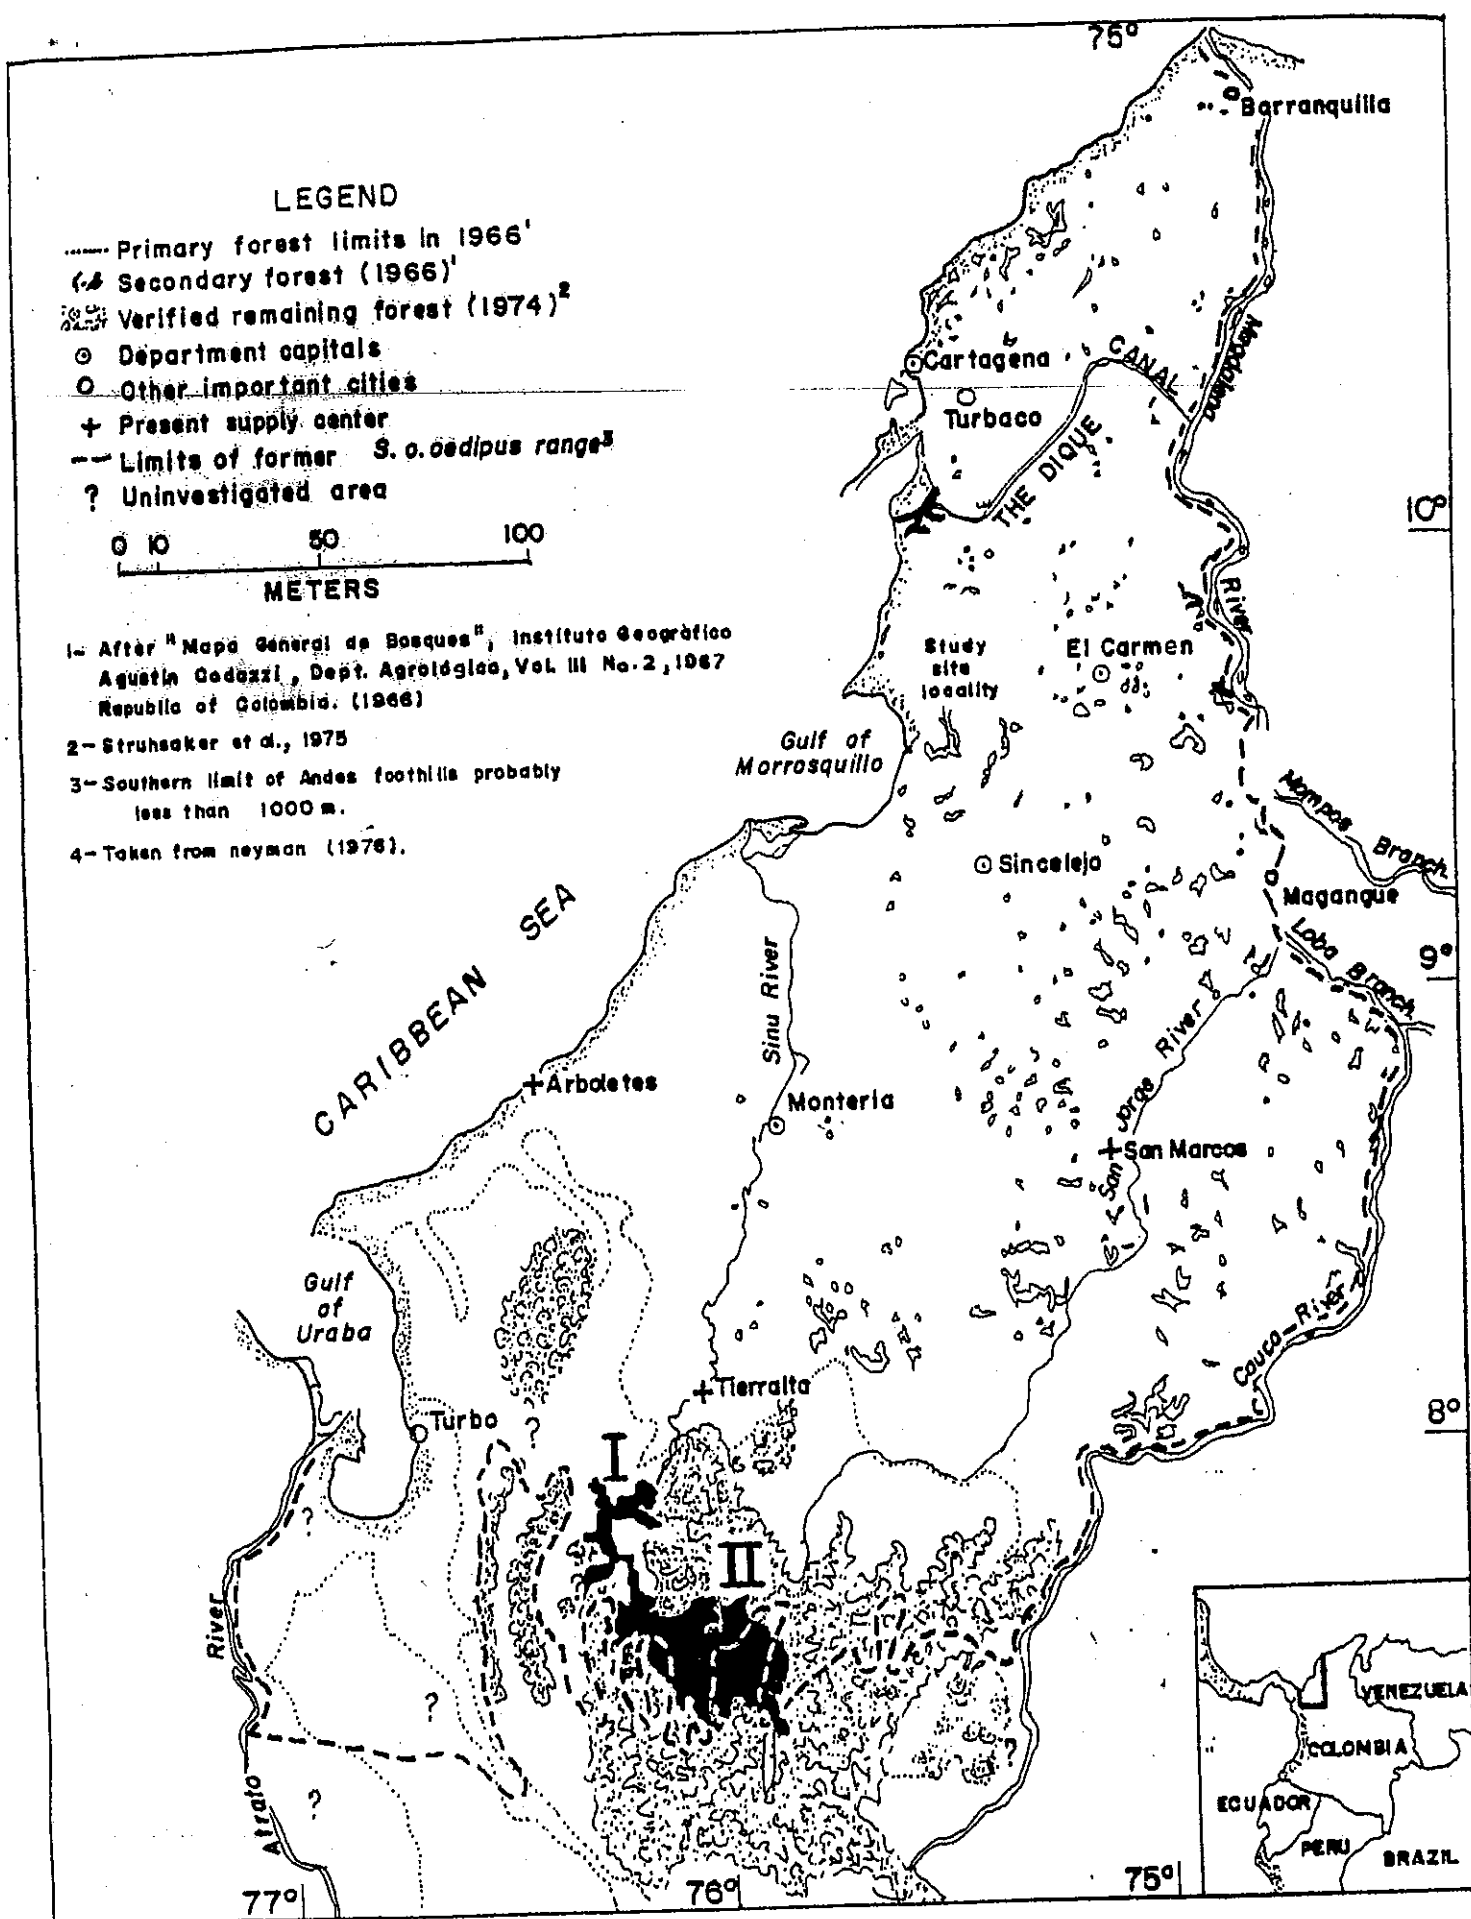 75°
Barranquilla
LEGEND
Primary forest limits in 1966¹
Secondary forest (1966)¹
Verified remaining forest (1974)²
Department capitals
Other important cities
+ Present supply center
Limits of former S. o. oedipus range³
? Uninvestigated area
0 10 50 100
METERS
1- After "Mapa General de Bosques", Instituto Geográfico
Agustín Codazzi, Dept. Agrológica, Vol. III No. 2, 1967
Republic of Colombia. (1966)
2- Struhsaker et al., 1975
3- Southern limit of Andes foothills probably
less than 1000 m.
4- Taken from neyman (1976).
Cartagena
CANAL
Magdalena
Turbaco
THE DIQUE
10°
River
Study
site
locality
El Carmen
Gulf of
Morrosquillo
Mompos Branch
Sincelejo
Magangue
Loba Branch
9°
CARIBBEAN SEA
Sinu River
San Jorge River
+Arboletes
Monteria
+San Marcos
Gulf
of
Uraba
Cauca River
+Tierralta
8°
Turbo
?
I
?
II
River
?
?
?
Atrato
77°
76°
75°
VENEZUELA
COLOMBIA
ECUADOR
PERU
BRAZIL